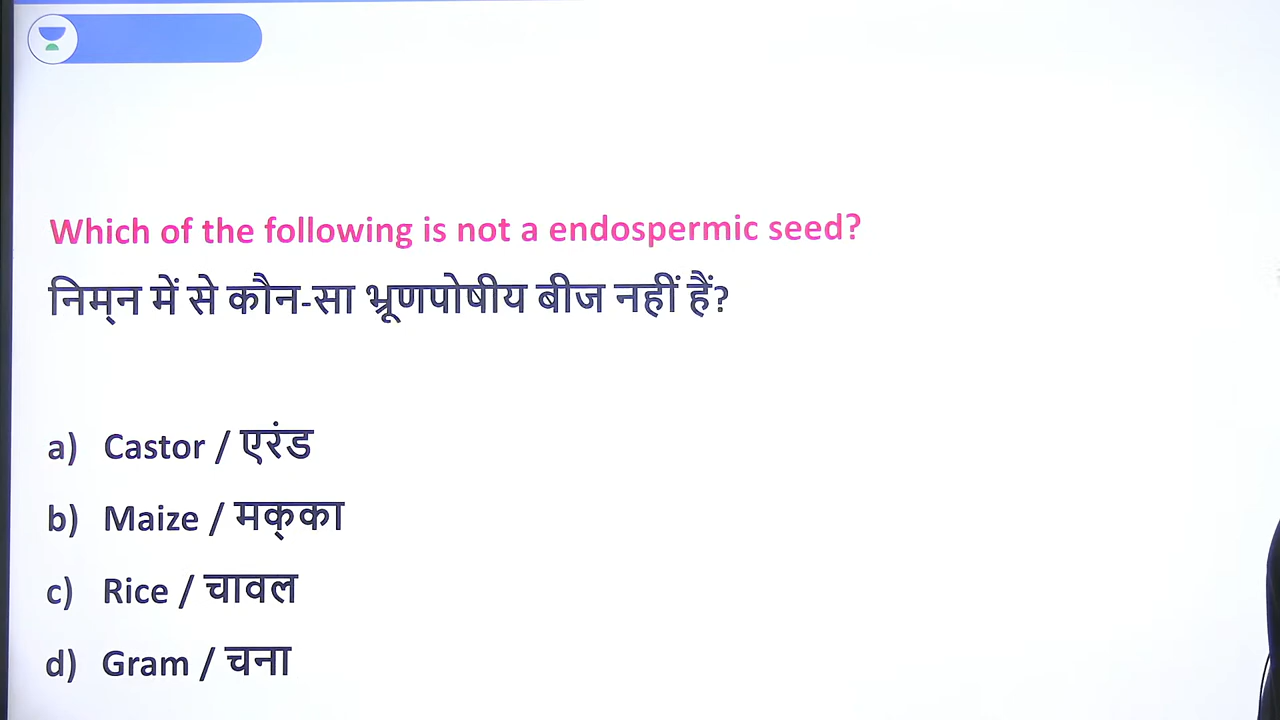 Which of the following is not a endospermic seed?
निम्न में से कौन-सा भ्रूणपोषीय बीज नहीं हैं?
a) Castor / एरंड
b) Maize / मक्का
c) Rice / चावल
d) Gram / चना